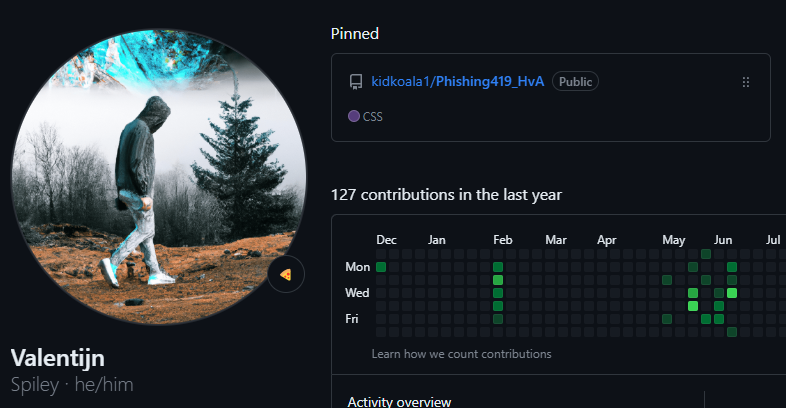 Pinned
kidkoala1/Phishing419_HvA Public
CSS
127 contributions in the last year
Dec Jan Feb Mar Apr May Jun Jul
Mon
Wed
Fri
Learn how we count contributions
Activity overview
Valentijn
Spiley · he/him